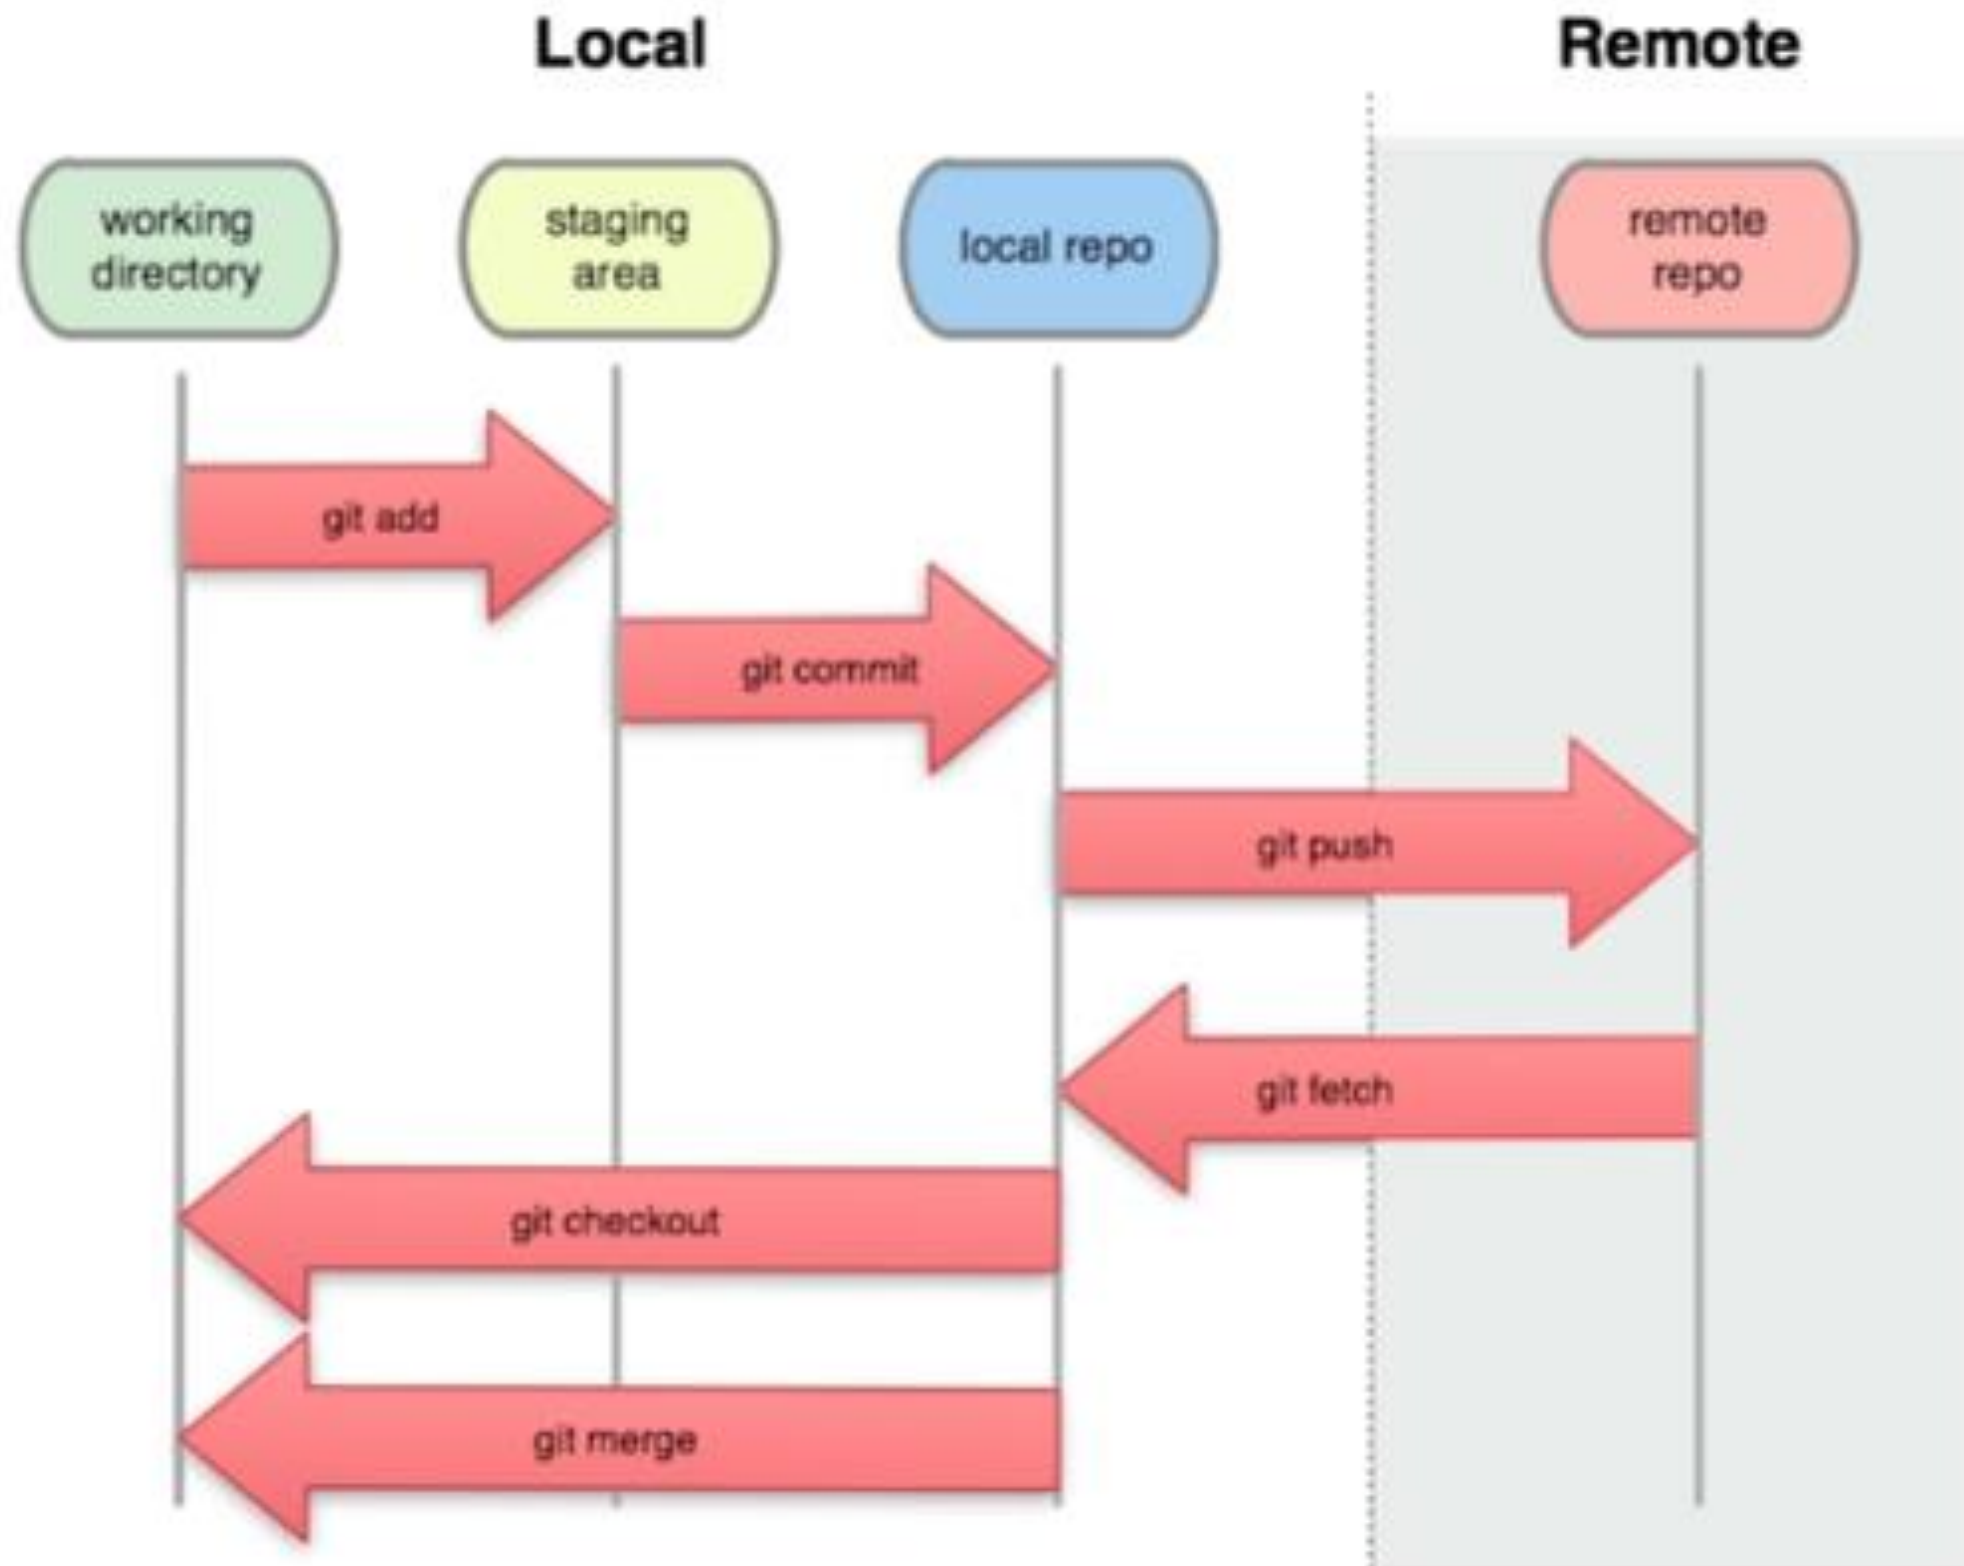 Local
Remote
working
directory
staging
area
local repo
remote
repo
git add
git commit
git push
git fetch
git checkout
git merge